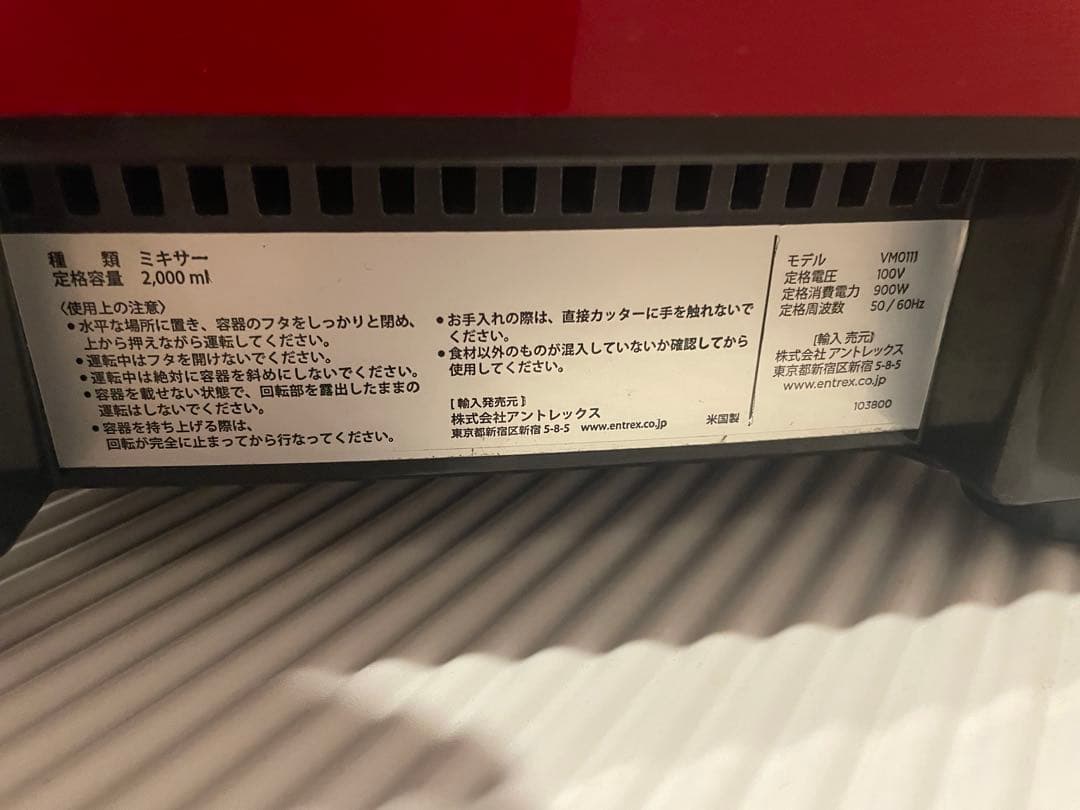 種　類　ミキサー
定格容量　2,000 ml
〈使用上の注意〉
●水平な場所に置き、容器のフタをしっかりと閉め、
上から押えながら運転してください。
●運転中はフタを開けないでください。
●運転中は絶対に容器を斜めにしないでください。
●容器を載せない状態で、回転部を露出したままの
運転はしないでください。
●容器を持ち上げる際は、
回転が完全に止まってから行なってください。
●お手入れの際は、直接カッターに手を触れないで
ください。
●食材以外のものが混入していないか確認してから
使用してください。
[輸入発売元]
株式会社アントレックス
東京都新宿区新宿 5-8-5　www.entrex.co.jp
米国製
モデル　VM0111
定格電圧　100V
定格消費電力　900W
定格周波数　50 / 60Hz
[輸入 売元]
株式会社 アントレックス
東京都新宿区新宿 5-8-5
www.entrex.co.jp
103800